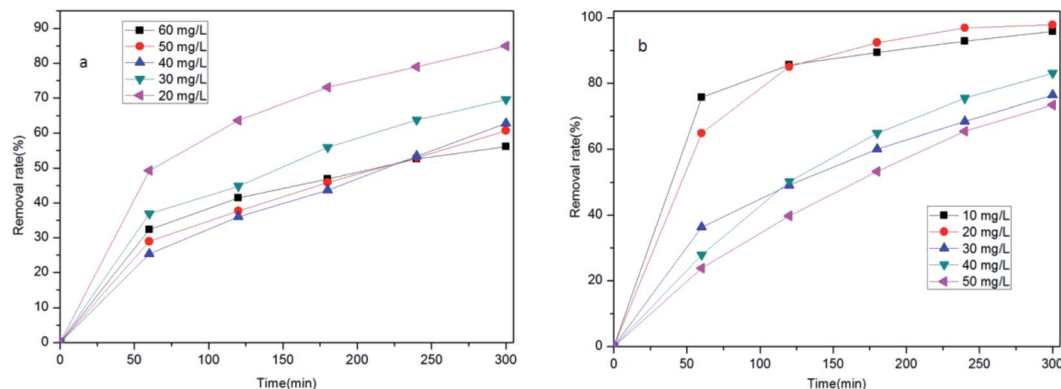 a
60 mg/L
50 mg/L
40 mg/L
30 mg/L
20 mg/L
Removal rate(%)
90
80
70
60
50
40
30
20
10
0
0 50 100 150 200 250 300
Time(min)
b
10 mg/L
20 mg/L
30 mg/L
40 mg/L
50 mg/L
Removal rate(%)
100
80
60
40
20
0
0 50 100 150 200 250 300
Time(min)